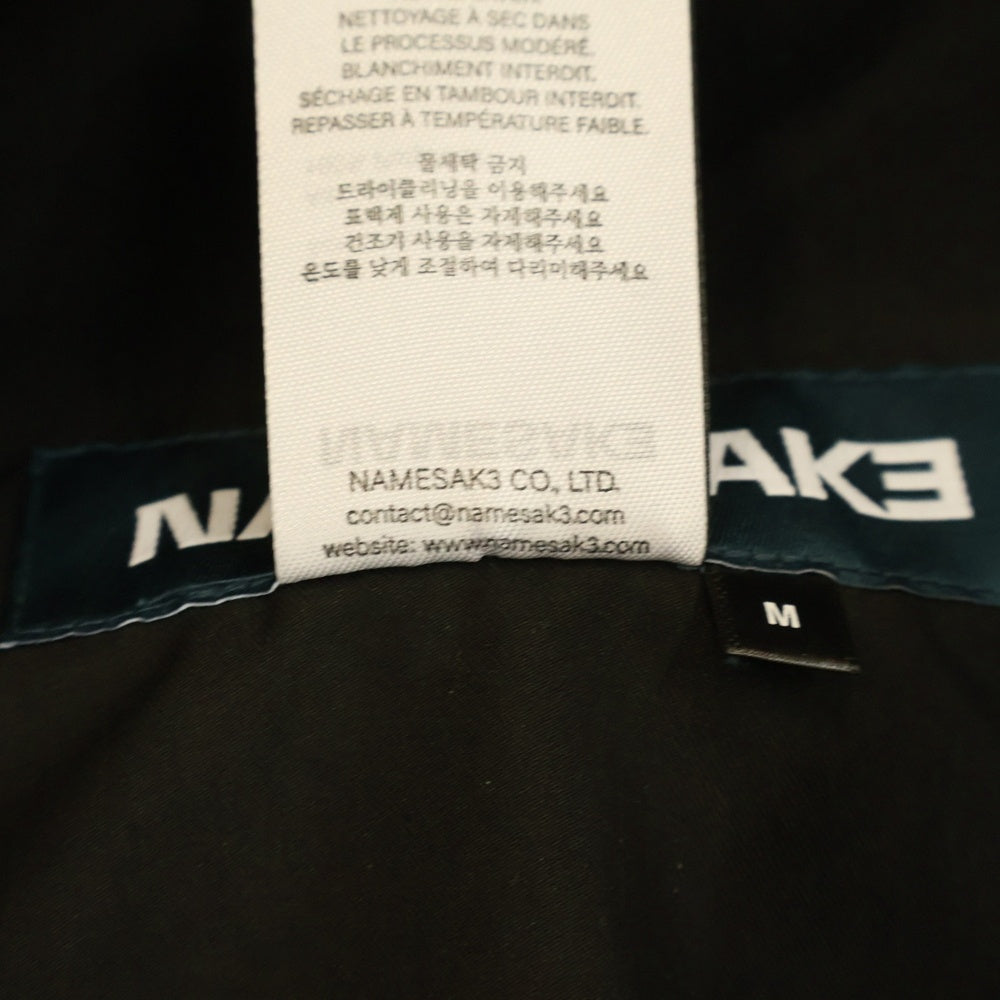 NETTOYAGE À SEC DANS
LE PROCESSUS MODÉRÉ.
BLANCHIMENT INTERDIT.
SÉCHAGE EN TAMBOUR INTERDIT.
REPASSER À TEMPÉRATURE FAIBLE.
물세탁 금지
드라이클리닝을 이용해주세요
표백제 사용은 자제해주세요
건조기 사용을 자제해주세요
온도를 낮게 조절하여 다리미해주세요
NAMESAK3 CO., LTD.
contact@namesak3.com
website: www.namesak3.com
NA
AK3
M